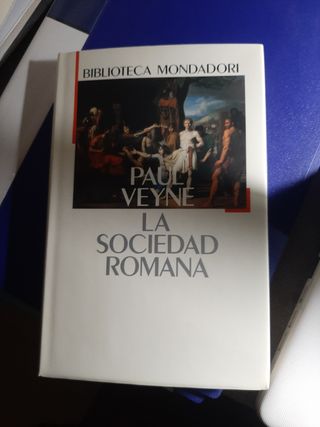 BIBLIOTECA MONDADORI
PAUL
VEYNE
LA
SOCIEDAD
ROMANA